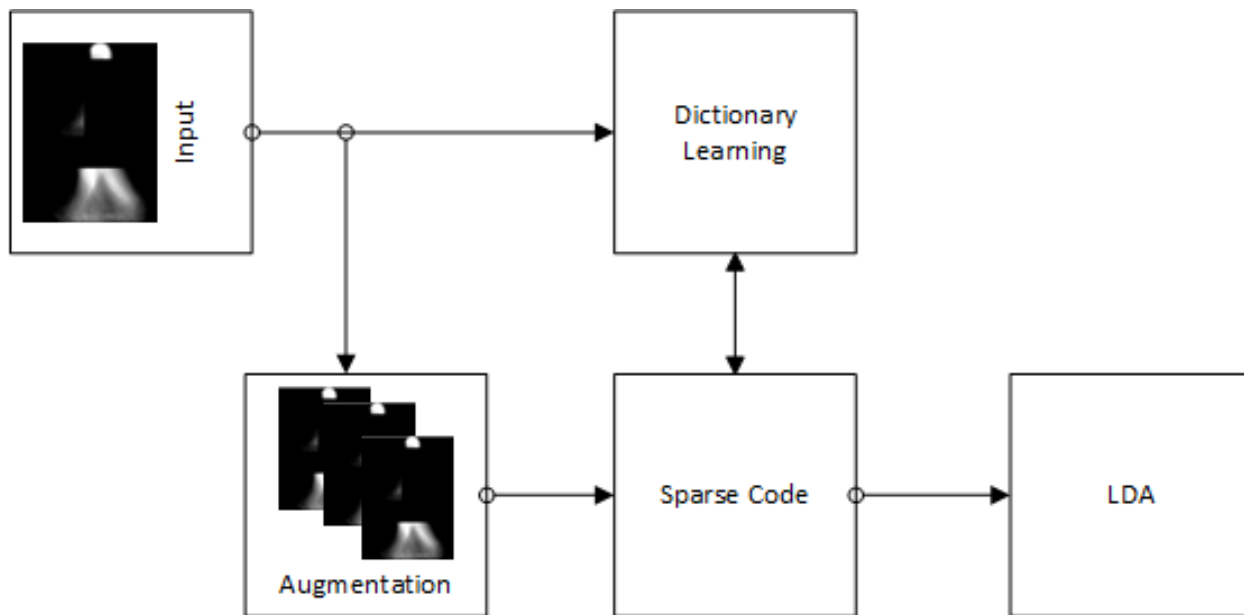 Input
Dictionary
Learning
Augmentation
Sparse Code
LDA